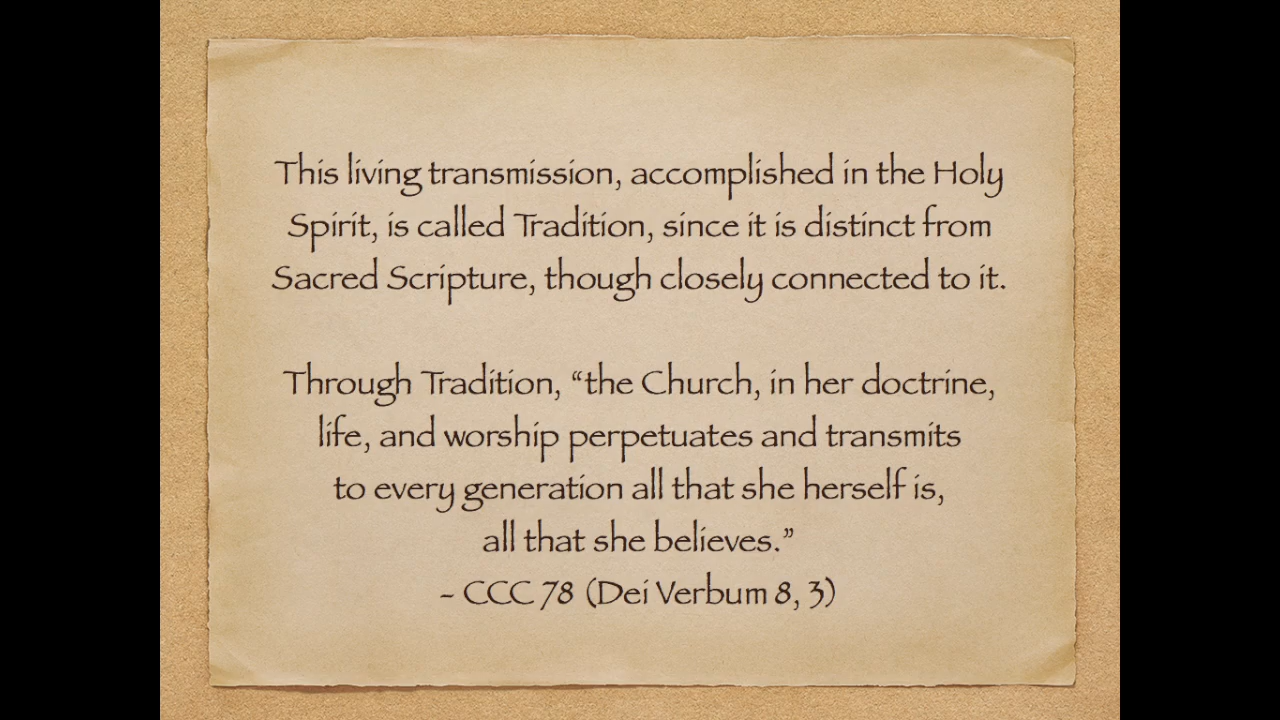 This living transmission, accomplished in the Holy
Spirit, is called Tradition, since it is distinct from
Sacred Scripture, though closely connected to it.
Through Tradition, “the Church, in her doctrine,
life, and worship perpetuates and transmits
to every generation all that she herself is,
all that she believes.”
- CCC 78 (Dei Verbum 8, 3)